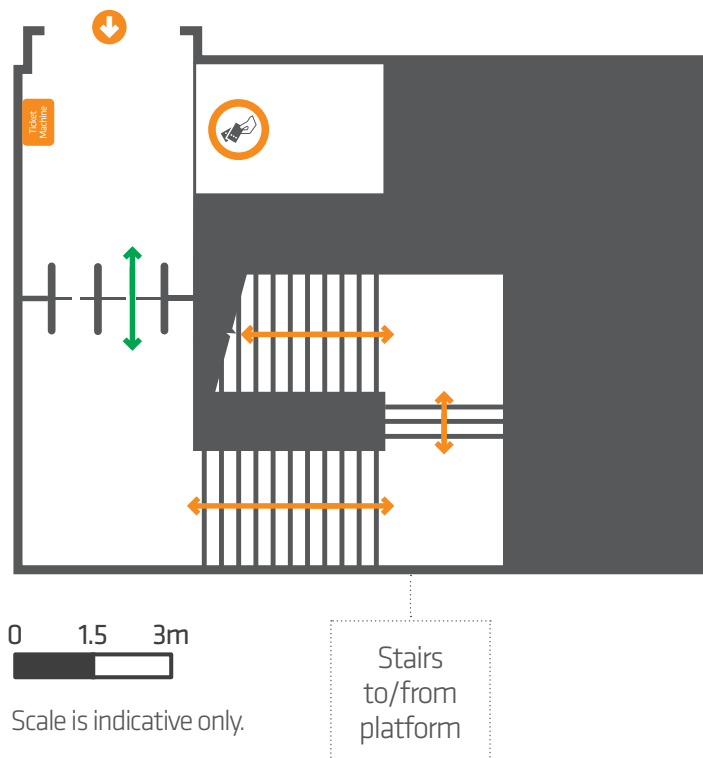 Ticket
Machine
0 1.5 3m
Scale is indicative only.
Stairs
to/from
platform